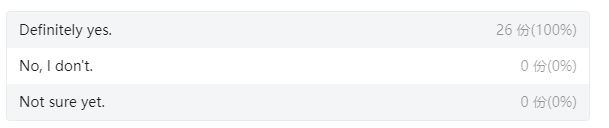 Definitely yes. 26 份(100%)
No, I don't. 0 份(0%)
Not sure yet. 0 份(0%)